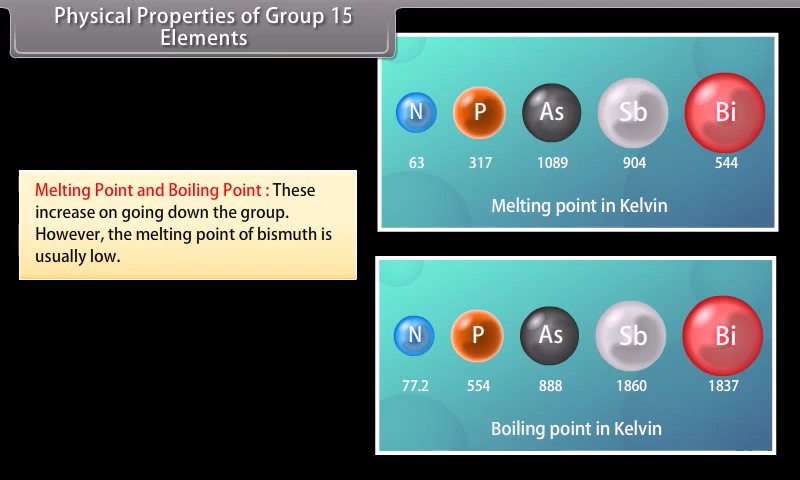 Physical Properties of Group 15
Elements
Melting Point and Boiling Point : These
increase on going down the group.
However, the melting point of bismuth is
usually low.
N P As Sb Bi
63 317 1089 904 544
Melting point in Kelvin
N P As Sb Bi
77.2 554 888 1860 1837
Boiling point in Kelvin